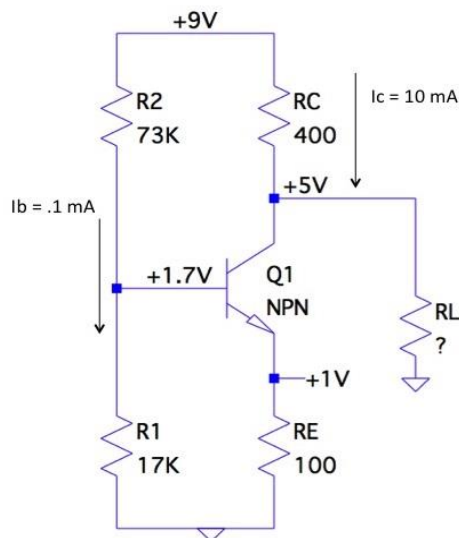 +9V
R2
73K
RC
400
Ic = 10 mA
+5V
Ib = .1 mA
+1.7V
Q1
NPN
RL
?
+1V
R1
17K
RE
100